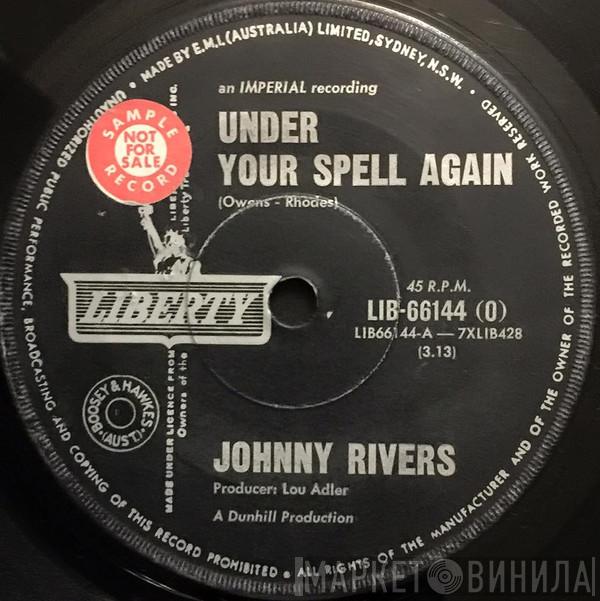 • MADE BY E.M.I. (AUSTRALIA) LIMITED, SYDNEY, N.S.W. •
ALL RIGHTS OF THE MANUFACTURER AND OF THE OWNER OF THE RECORDED WORK RESERVED
UNAUTHORIZED PUBLIC PERFORMANCE, BROADCASTING AND COPYING OF THIS RECORD PROHIBITED •
an IMPERIAL recording
UNDER
YOUR SPELL AGAIN
(Owens - Rhodes)
SAMPLE
NOT
FOR
SALE
RECORD
INC.
LIBE
Liberty
LIBERTY
45 R.P.M.
LIB-66144 (O)
LIB66144-A — 7XLIB428
(3.13)
MADE UNDER LICENCE FROM
Owners of the
BOOSEY & HAWKES
(AUST.)
JOHNNY RIVERS
Producer: Lou Adler
A Dunhill Production
МАРКЕТ ВИНИЛА